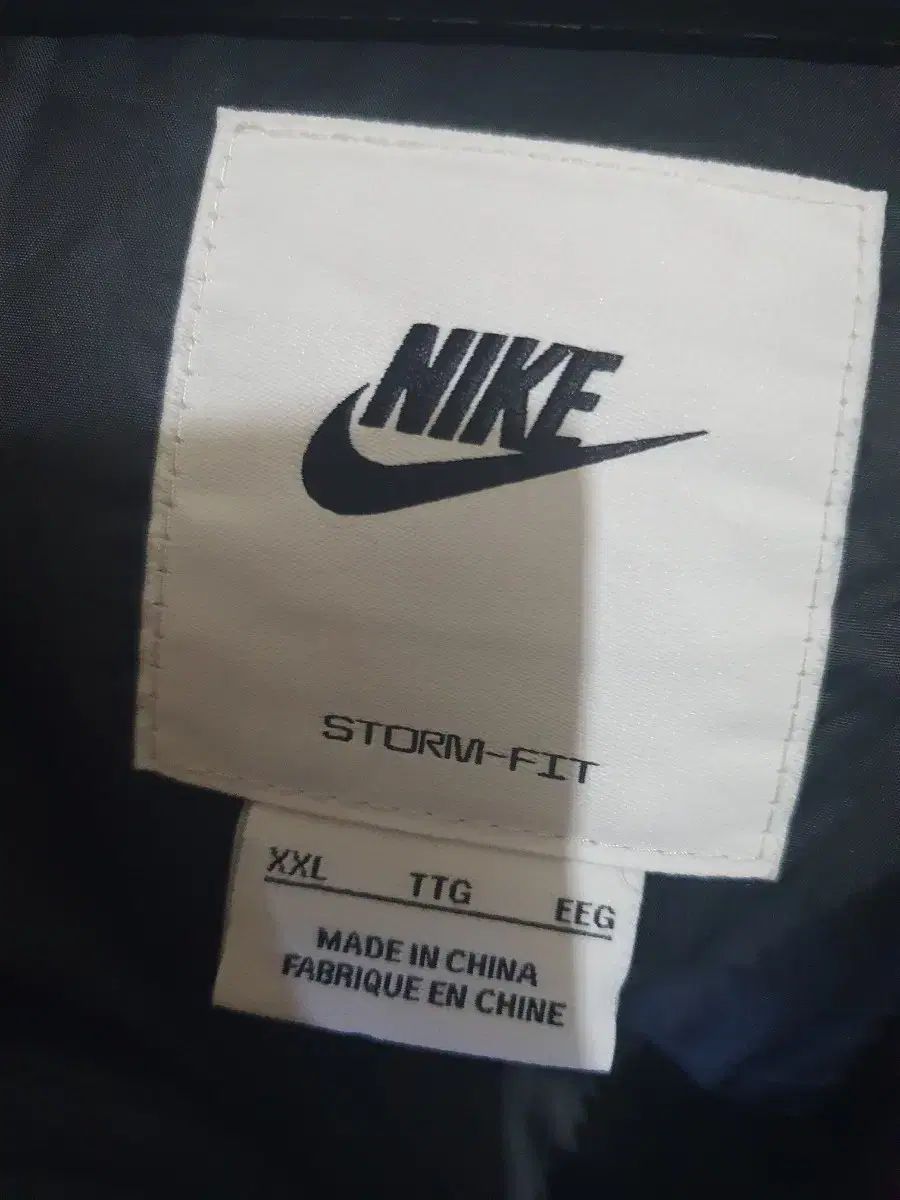 NIKE
STORM-FIT
XXL TTG EEG
MADE IN CHINA
FABRIQUE EN CHINE